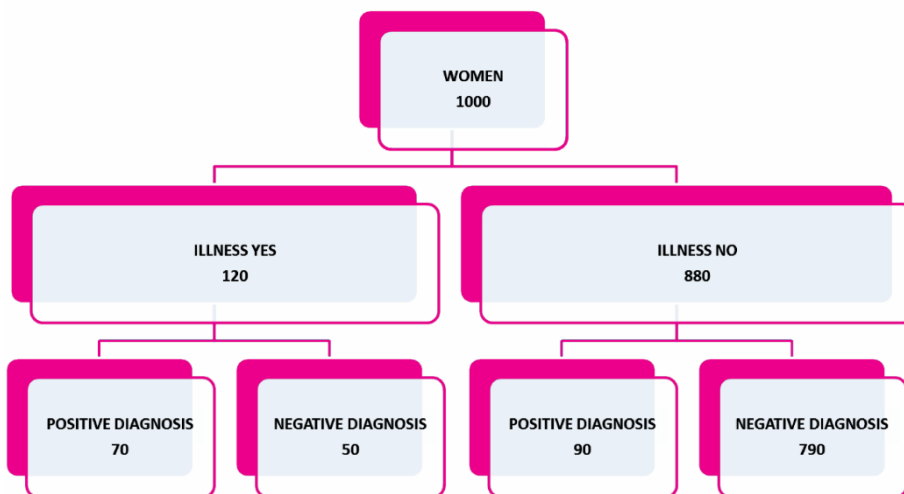 WOMEN
1000
ILLNESS YES
120
ILLNESS NO
880
POSITIVE DIAGNOSIS
70
NEGATIVE DIAGNOSIS
50
POSITIVE DIAGNOSIS
90
NEGATIVE DIAGNOSIS
790